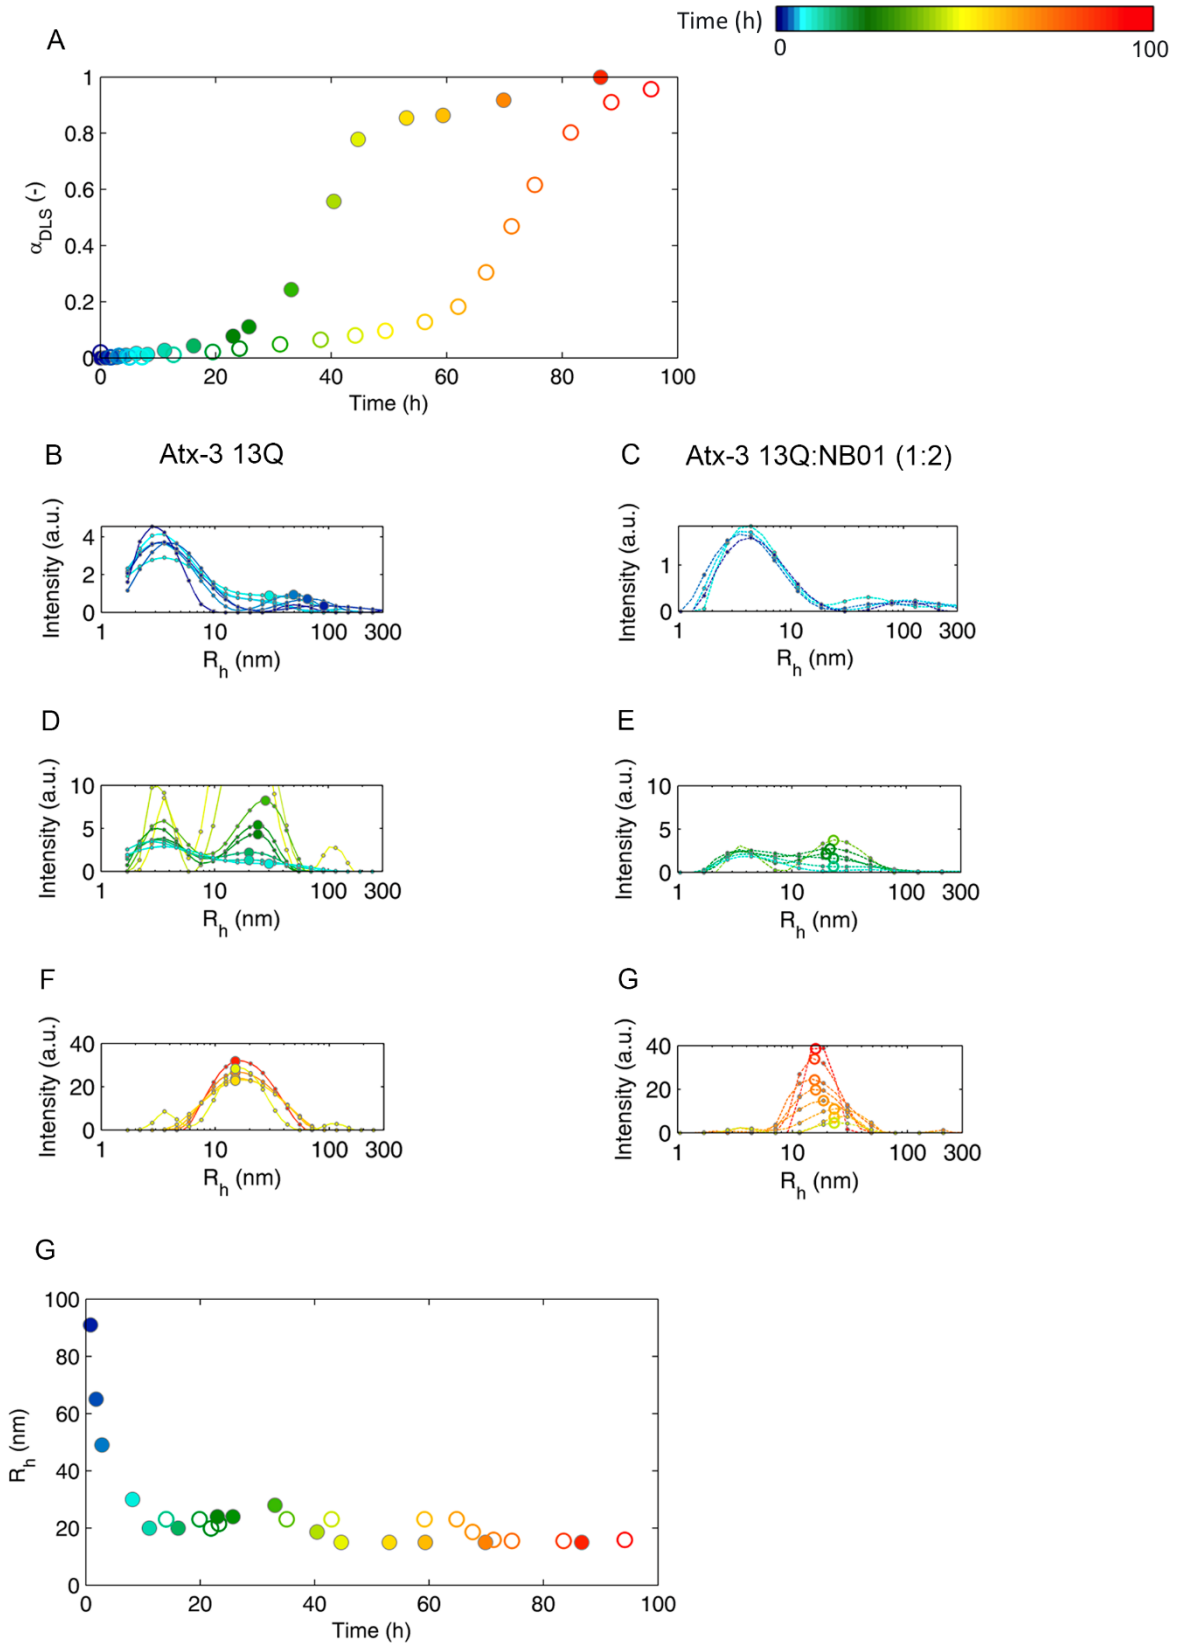 Time (h)
0
100
A
1
0.8
0.6
0.4
0.2
0
α_DLS (-)
0 20 40 60 80 100
Time (h)
B Atx-3 13Q
C Atx-3 13Q:NB01 (1:2)
Intensity (a.u.)
4
2
0
1 10 100 300
R_h (nm)
Intensity (a.u.)
1
0
1 10 100 300
R_h (nm)
D
E
Intensity (a.u.)
10
5
0
1 10 100 300
R_h (nm)
Intensity (a.u.)
10
5
0
1 10 100 300
R_h (nm)
F
G
Intensity (a.u.)
40
20
0
1 10 100 300
R_h (nm)
Intensity (a.u.)
40
20
0
1 10 100 300
R_h (nm)
G
100
80
60
40
20
0
R_h (nm)
0 20 40 60 80 100
Time (h)